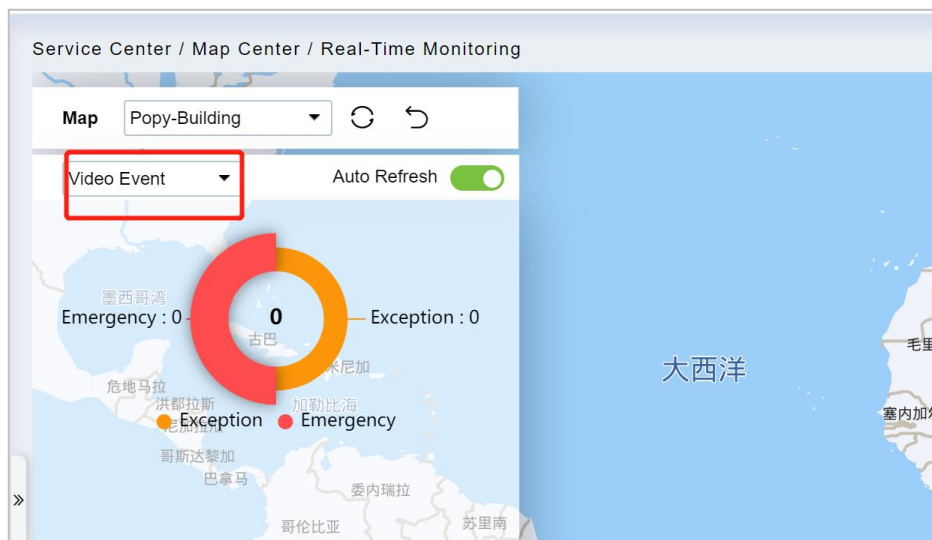 Service Center / Map Center / Real-Time Monitoring
Map Popy-Building
Video Event Auto Refresh
墨西哥湾
Emergency : 0 0 Exception : 0
古巴
米尼加
大西洋
毛里
危地马拉
洪都拉斯 加勒比海
Exception Emergency
塞内加
哥斯达黎加
巴拿马
委内瑞拉
哥伦比亚 苏里南